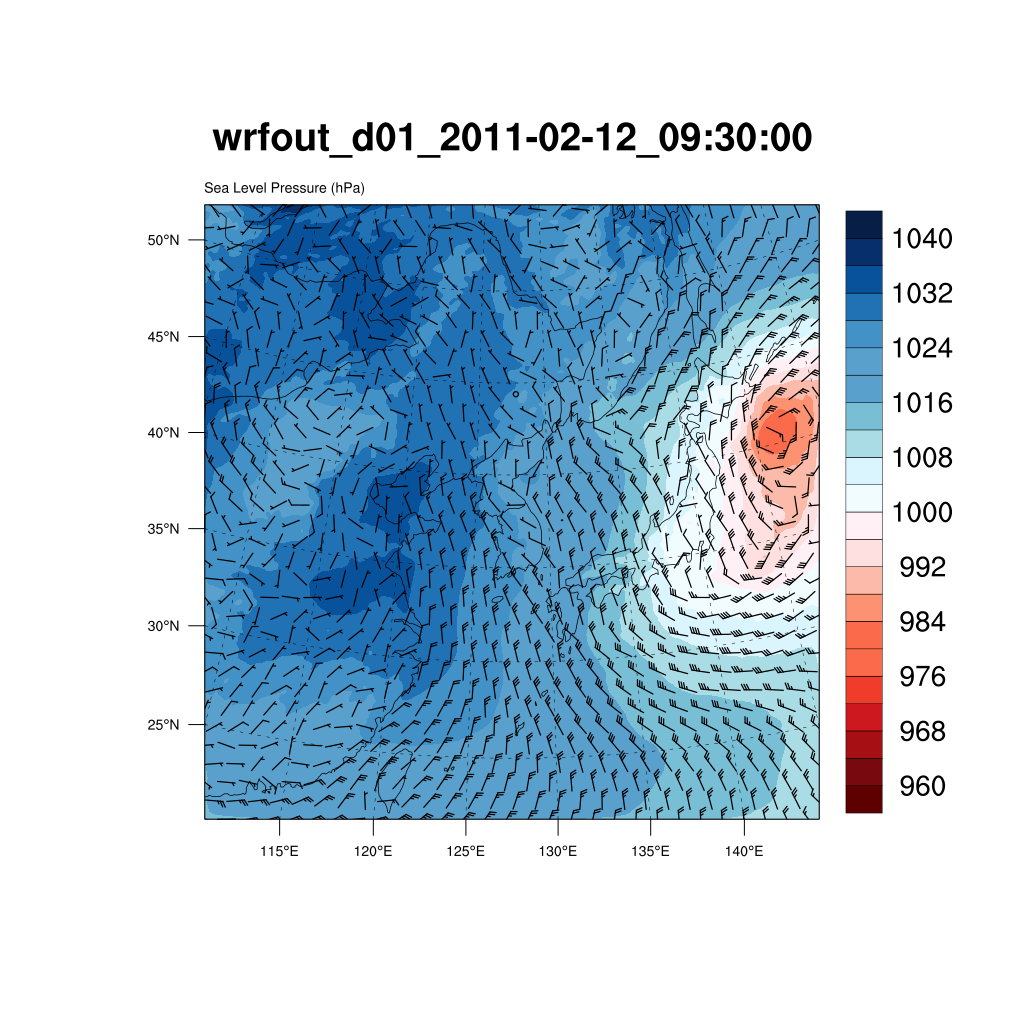 wrfout_d01_2011-02-12_09:30:00
Sea Level Pressure (hPa)
50°N
45°N
40°N
35°N
30°N
25°N
115°E
120°E
125°E
130°E
135°E
140°E
1040
1032
1024
1016
1008
1000
992
984
976
968
960